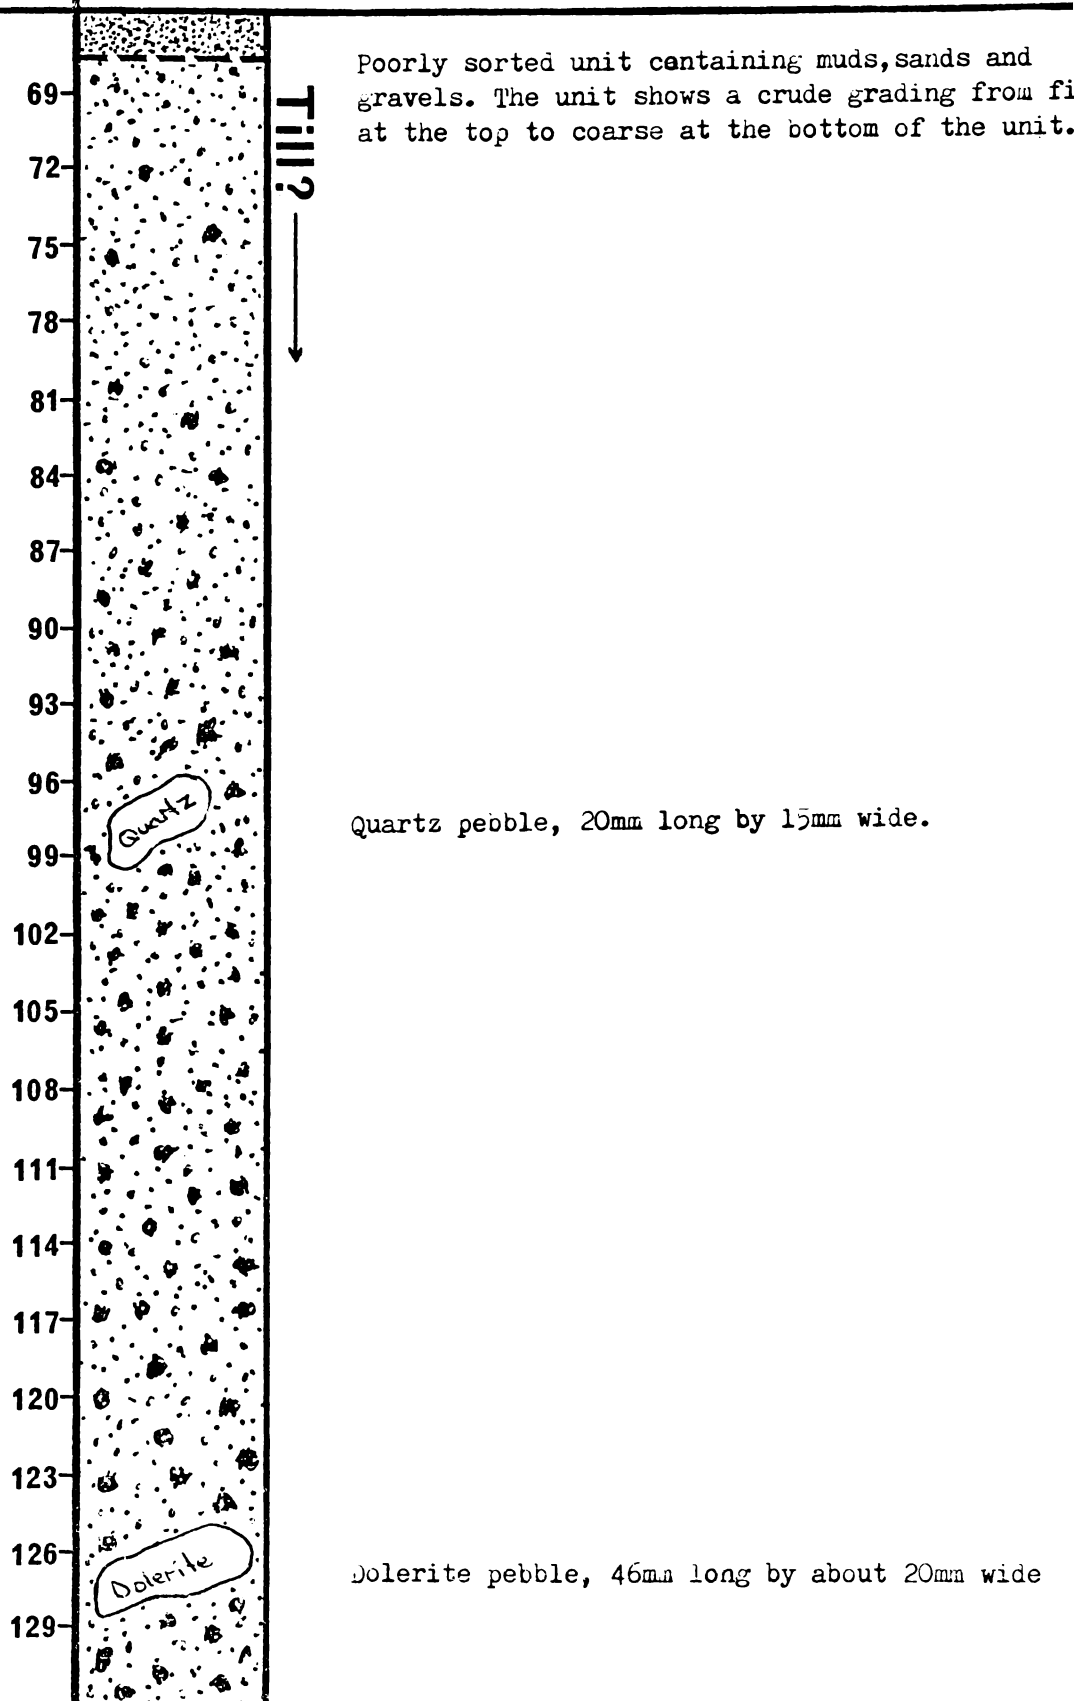 Poorly sorted unit containing muds, sands and
69
gravels. The unit shows a crude grading from fi
at the top to coarse at the bottom of the unit.
Till?
72
75
78
81
84
87
90
93
96
Quartz
Quartz pebble, 20mm long by 15mm wide.
99
102
105
108
111
114
117
120
123
126
Dolerite
Dolerite pebble, 46mm long by about 20mm wide
129